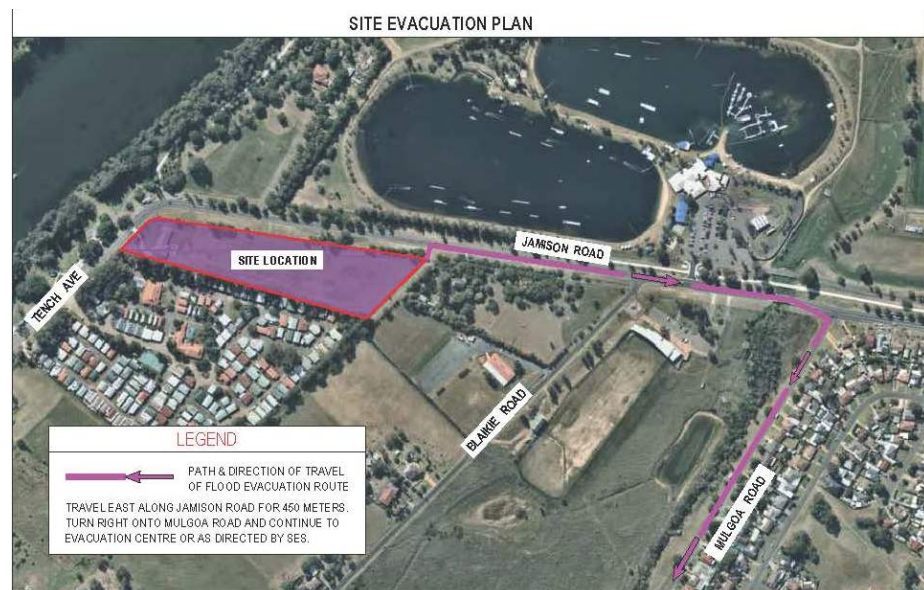 SITE EVACUATION PLAN
JAMISON ROAD
SITE LOCATION
TENCH AVE
BLAIKIE ROAD
MULGOA ROAD
LEGEND
PATH & DIRECTION OF TRAVEL
OF FLOOD EVACUATION ROUTE
TRAVEL EAST ALONG JAMISON ROAD FOR 450 METERS.
TURN RIGHT ONTO MULGOA ROAD AND CONTINUE TO
EVACUATION CENTRE OR AS DIRECTED BY SES.